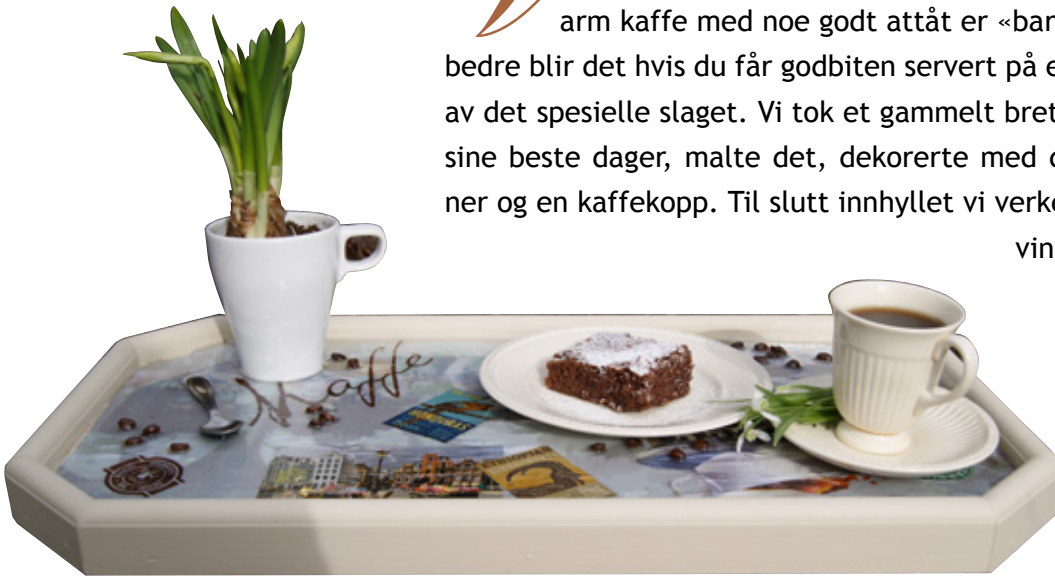 arm kaffe med noe godt attåt er «bar
bedre blir det hvis du får godbiten servert på e
av det spesielle slaget. Vi tok et gammelt bret
sine beste dager, malte det, dekorerte med d
ner og en kaffekopp. Til slutt innhyllet vi verke
vin
Kaffe
HONDURAS